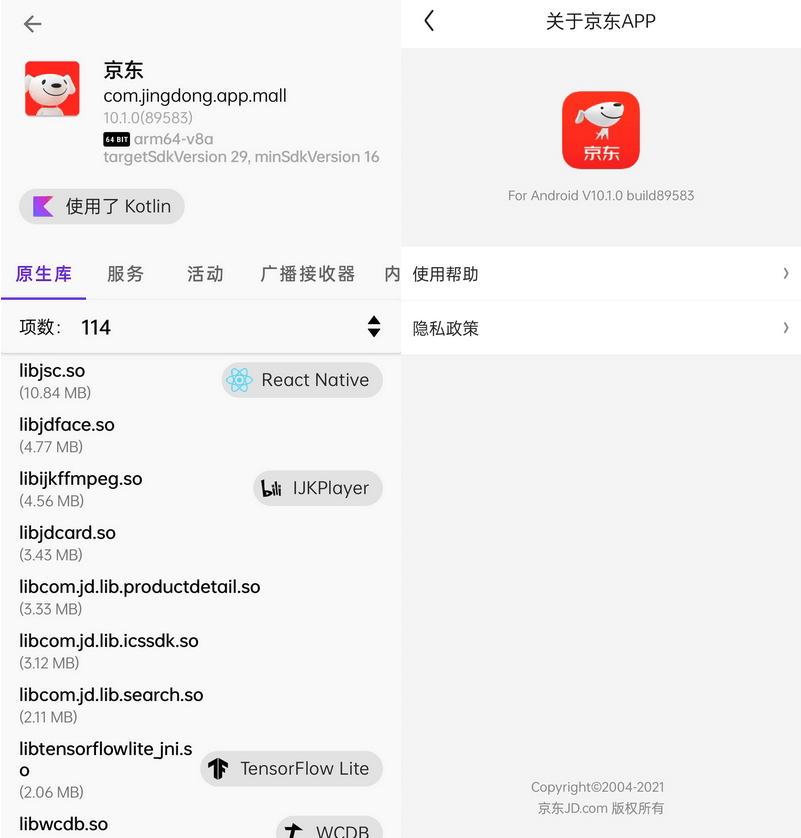 京东
com.jingdong.app.mall
10.1.0(89583)
64 BIT arm64-v8a
targetSdkVersion 29, minSdkVersion 16
使用了 Kotlin
原生库 服务 活动 广播接收器 内
项数: 114
libjsc.so
(10.84 MB)
React Native
libjdface.so
(4.77 MB)
libijkffmpeg.so
(4.56 MB)
bili IJKPlayer
libjdcard.so
(3.43 MB)
libcom.jd.lib.productdetail.so
(3.33 MB)
libcom.jd.lib.icssdk.so
(3.12 MB)
libcom.jd.lib.search.so
(2.11 MB)
libtensorflowlite_jni.s
o
(2.06 MB)
TensorFlow Lite
libwcdb.so
WCDB
关于京东APP
京东
For Android V10.1.0 build89583
使用帮助
隐私政策
Copyright©2004-2021
京东JD.com 版权所有